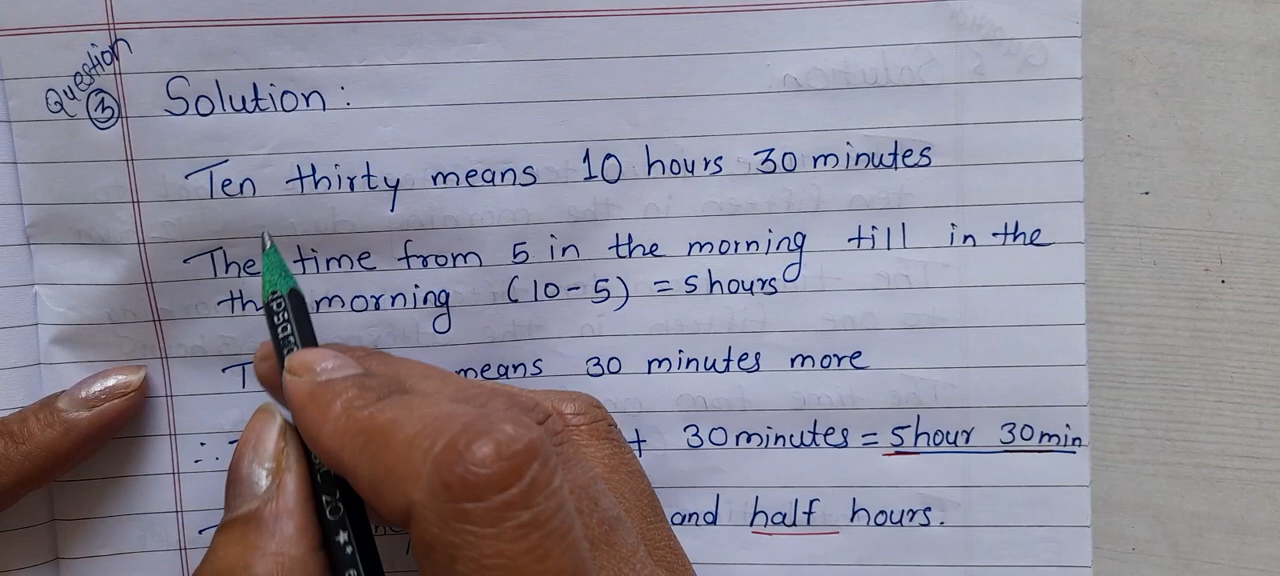 Question
3 Solution :
Ten thirty means 10 hours 30 minutes
The time from 5 in the morning till in the
morning (10-5) = 5 hours
means 30 minutes more
∴ + 30 minutes = 5 hour 30 min
and half hours.